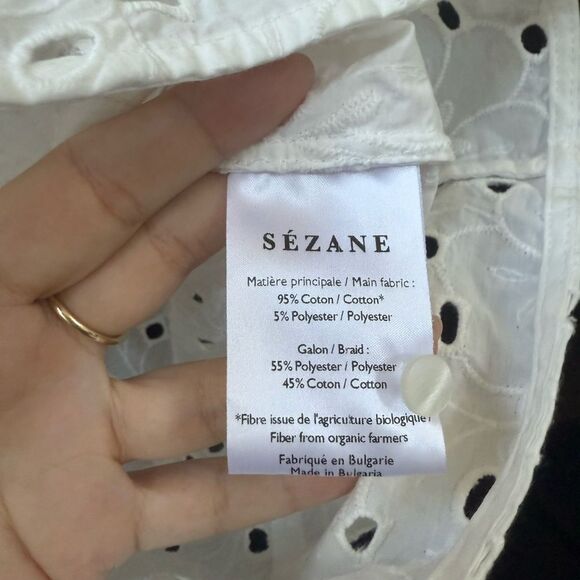 SÉZANE
Matière principale / Main fabric :
95% Coton / Cotton*
5% Polyester / Polyester
Galon / Braid :
55% Polyester / Polyester
45% Coton / Cotton
*Fibre issue de l'agriculture biologique /
Fiber from organic farmers
Fabriqué en Bulgarie
Made in Bulgaria